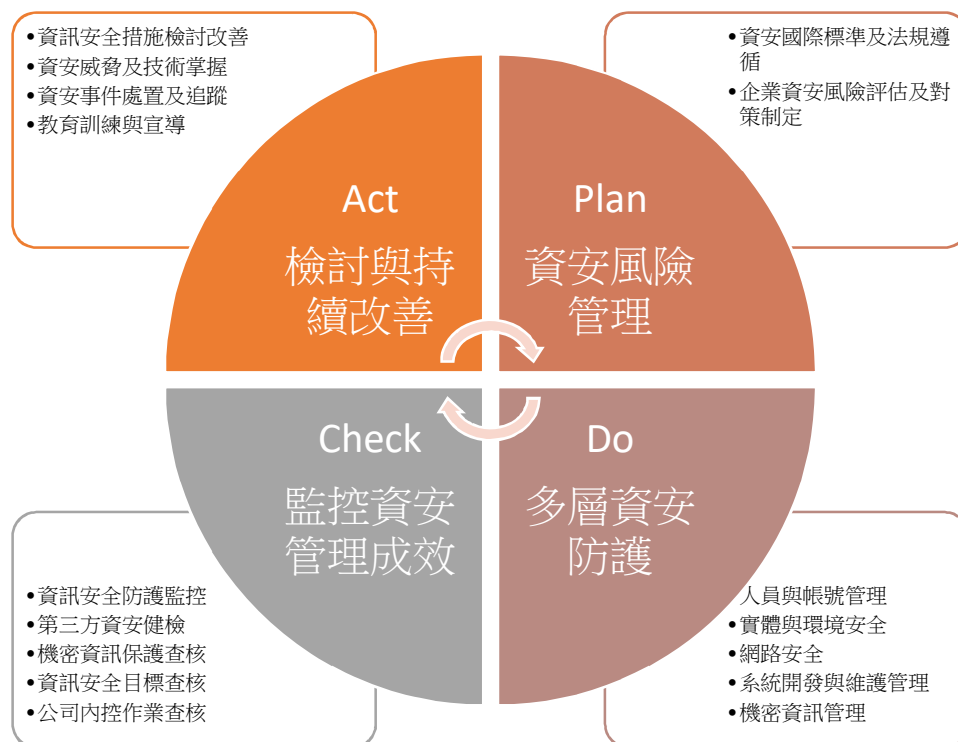 •資訊安全措施檢討改善
•資安威脅及技術掌握
•資安事件處置及追蹤
•教育訓練與宣導
•資安國際標準及法規遵
循
•企業資安風險評估及對
策制定
Act
檢討與持
續改善
Plan
資安風險
管理
Check
監控資安
管理成效
Do
多層資安
防護
•資訊安全防護監控
•第三方資安健檢
•機密資訊保護查核
•資訊安全目標查核
•公司內控作業查核
人員與帳號管理
•實體與環境安全
•網路安全
•系統開發與維護管理
•機密資訊管理